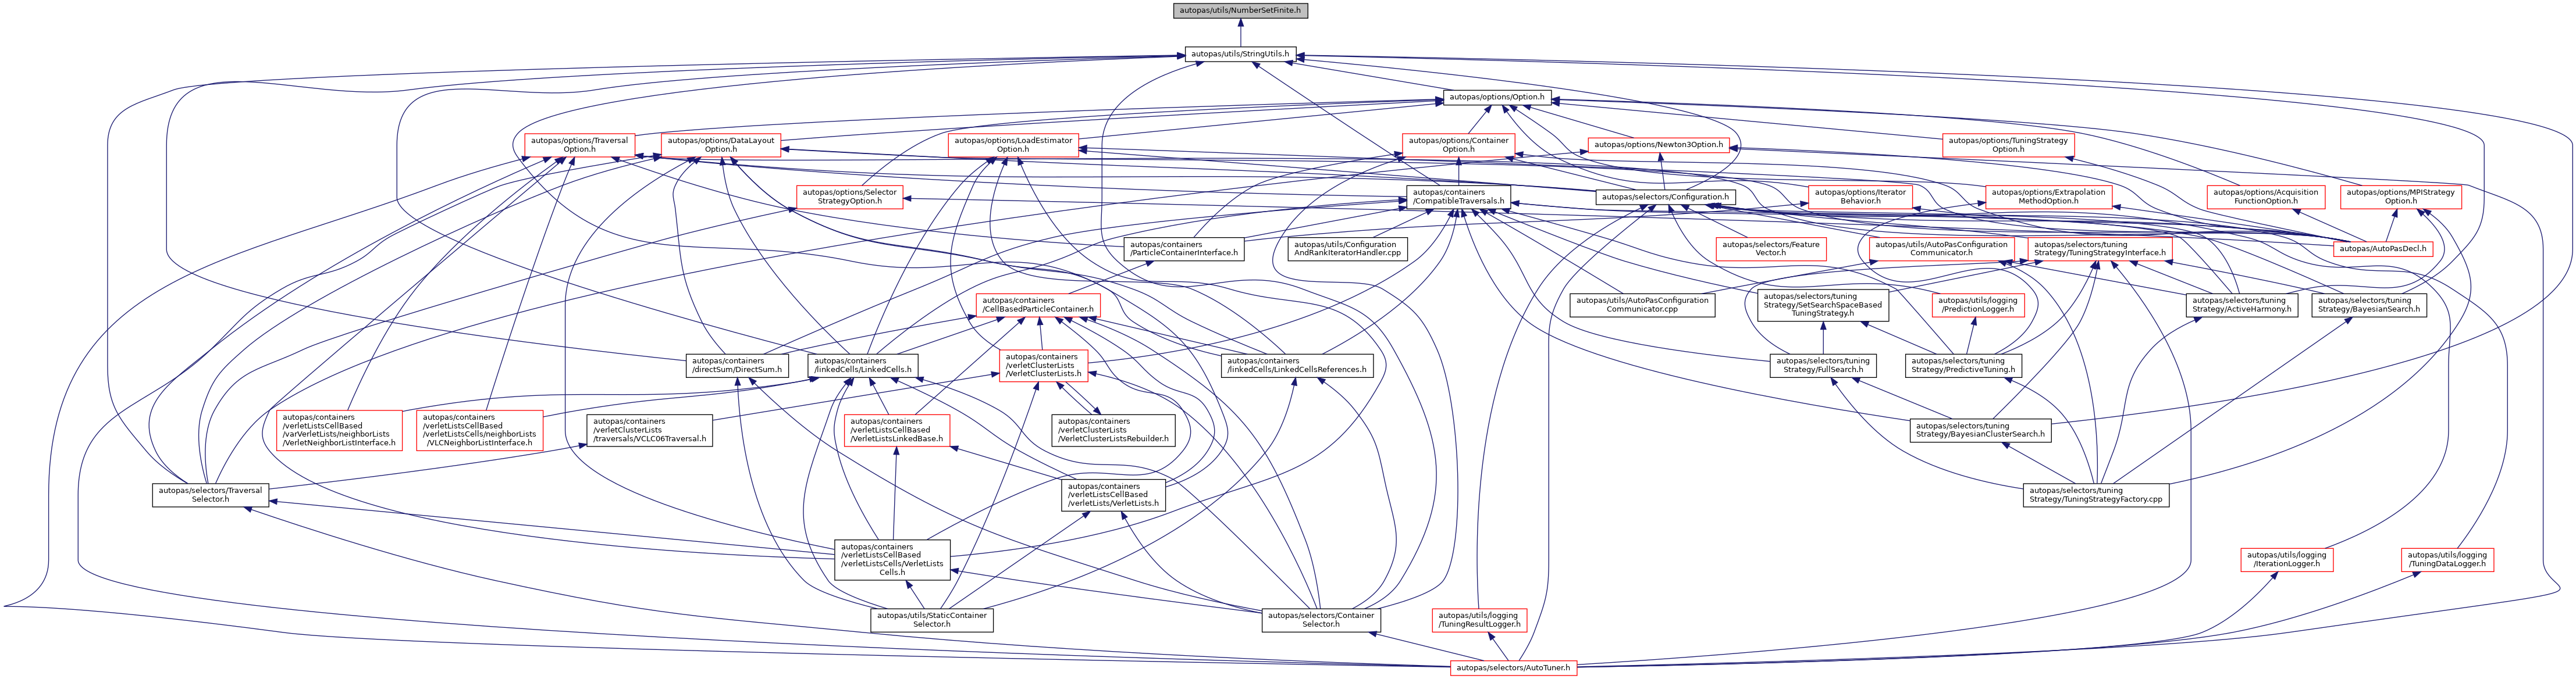 autopas/utils/NumberSetFinite.h
autopas/utils/StringUtils.h
autopas/options/Option.h
autopas/options/Traversal
Option.h
autopas/options/DataLayout
Option.h
autopas/options/LoadEstimator
Option.h
autopas/options/Container
Option.h
autopas/options/Newton3Option.h
autopas/options/TuningStrategy
Option.h
autopas/options/Selector
StrategyOption.h
autopas/containers
/CompatibleTraversals.h
autopas/selectors/Configuration.h
autopas/options/Iterator
Behavior.h
autopas/options/Extrapolation
MethodOption.h
autopas/options/Acquisition
FunctionOption.h
autopas/options/MPIStrategy
Option.h
autopas/containers
/ParticleContainerInterface.h
autopas/utils/Configuration
AndRankIteratorHandler.cpp
autopas/selectors/Feature
Vector.h
autopas/utils/AutoPasConfiguration
Communicator.h
autopas/selectors/tuning
Strategy/TuningStrategyInterface.h
autopas/AutoPasDecl.h
autopas/containers
/CellBasedParticleContainer.h
autopas/utils/AutoPasConfiguration
Communicator.cpp
autopas/selectors/tuning
Strategy/SetSearchSpaceBased
TuningStrategy.h
autopas/utils/logging
/PredictionLogger.h
autopas/selectors/tuning
Strategy/ActiveHarmony.h
autopas/selectors/tuning
Strategy/BayesianSearch.h
autopas/containers
/directSum/DirectSum.h
autopas/containers
/linkedCells/LinkedCells.h
autopas/containers
/verletClusterLists
/VerletClusterLists.h
autopas/containers
/linkedCells/LinkedCellsReferences.h
autopas/selectors/tuning
Strategy/FullSearch.h
autopas/selectors/tuning
Strategy/PredictiveTuning.h
autopas/containers
/verletListsCellBased
/varVerletLists/neighborLists
/VerletNeighborListInterface.h
autopas/containers
/verletListsCellBased
/verletListsCells/neighborLists
/VLCNeighborListInterface.h
autopas/containers
/verletClusterLists
/traversals/VCLC06Traversal.h
autopas/containers
/verletListsCellBased
/VerletListsLinkedBase.h
autopas/containers
/verletClusterLists
/VerletClusterListsRebuilder.h
autopas/selectors/tuning
Strategy/BayesianClusterSearch.h
autopas/selectors/Traversal
Selector.h
autopas/containers
/verletListsCellBased
/verletLists/VerletLists.h
autopas/selectors/tuning
Strategy/TuningStrategyFactory.cpp
autopas/containers
/verletListsCellBased
/verletListsCells/VerletLists
Cells.h
autopas/utils/logging
/IterationLogger.h
autopas/utils/logging
/TuningDataLogger.h
autopas/utils/StaticContainer
Selector.h
autopas/selectors/Container
Selector.h
autopas/utils/logging
/TuningResultLogger.h
autopas/selectors/AutoTuner.h